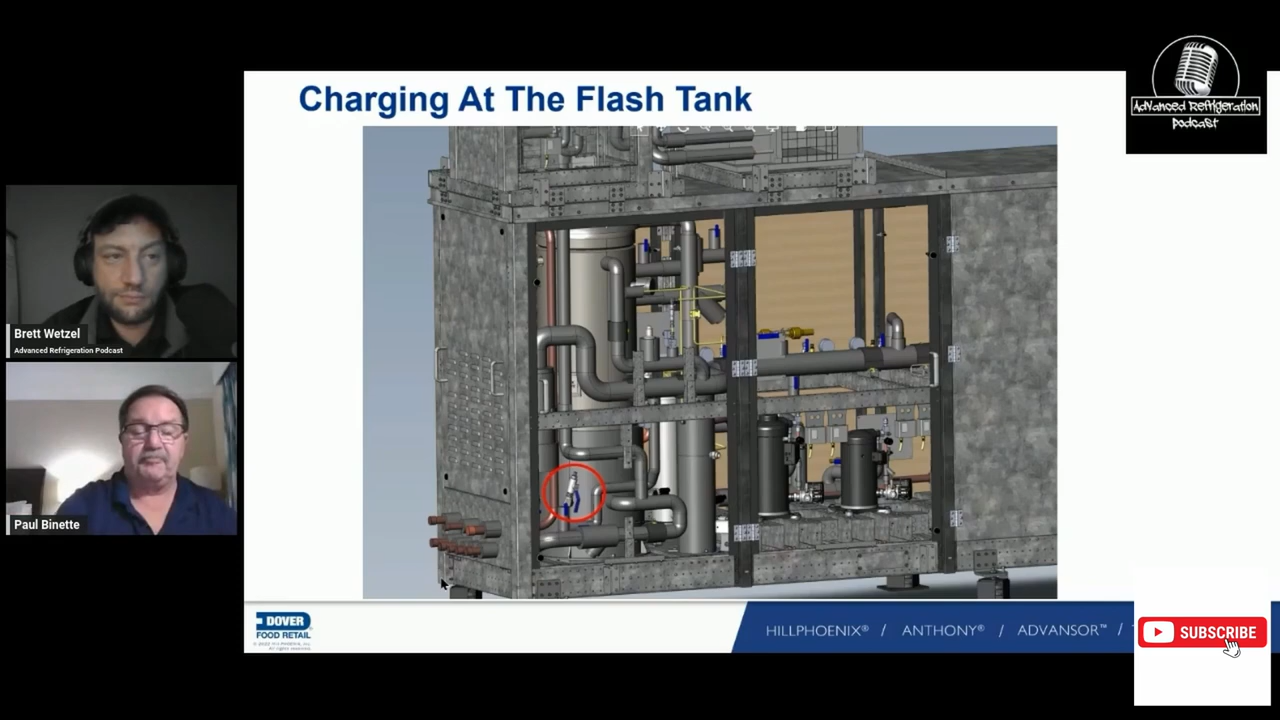 Charging At The Flash Tank
Advanced Refrigeration
Podcast
Brett Wetzel
Advanced Refrigeration Podcast
Paul Binette
DOVER
FOOD RETAIL
HILLPHOENIX® / ANTHONY® / ADVANSOR™ /
SUBSCRIBE